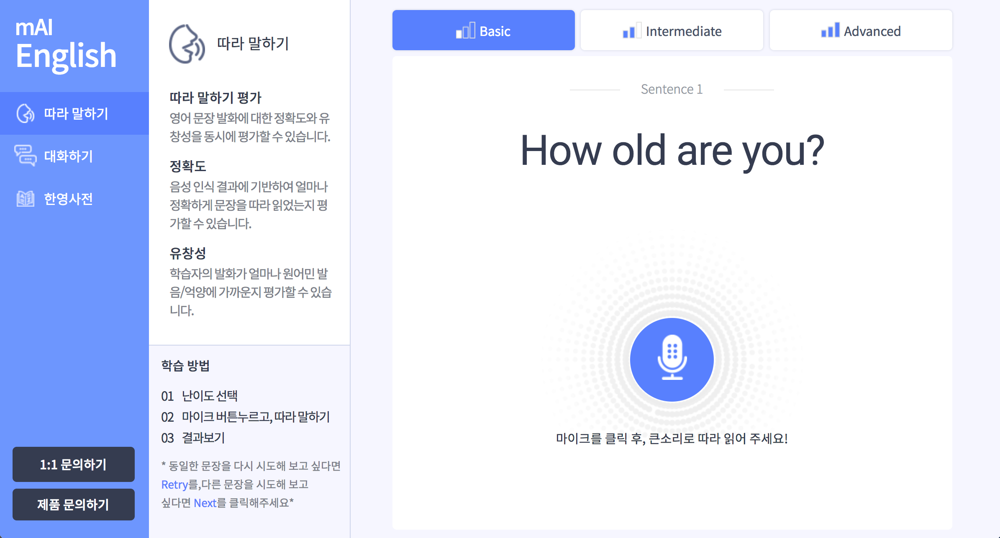 mAI
English
따라 말하기
대화하기
한영사전
1:1 문의하기
제품 문의하기
따라 말하기
따라 말하기 평가
영어 문장 발화에 대한 정확도와 유
창성을 동시에 평가할 수 있습니다.
정확도
음성 인식 결과에 기반하여 얼마나
정확하게 문장을 따라 읽었는지 평
가할 수 있습니다.
유창성
학습자의 발화가 얼마나 원어민 발
음/억양에 가까운지 평가할 수 있습
니다.
학습 방법
01 난이도 선택
02 마이크 버튼누르고, 따라 말하기
03 결과보기
* 동일한 문장을 다시 시도해 보고 싶다면
Retry를,다른 문장을 시도해 보고
싶다면 Next를 클릭해주세요*
Basic
Intermediate
Advanced
Sentence 1
How old are you?
마이크를 클릭 후, 큰소리로 따라 읽어 주세요!